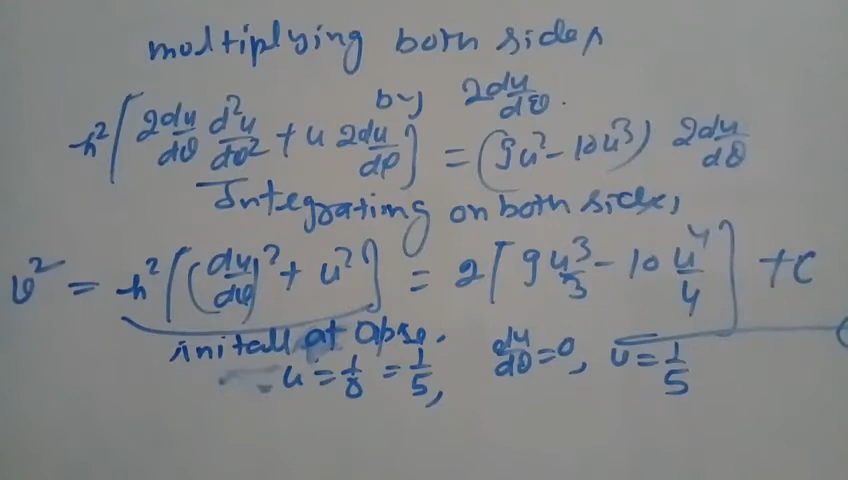 multiplying both sides
by 2du/dθ.
h²[2du/dθ d²u/dθ² + u 2du/dθ] = (9u² - 10u³) 2du/dθ
Integrating on both sides,
v² = h²[(du/dθ)² + u²] = 2[9u³/3 - 10u⁴/4] + C
initall at apse. du/dθ = 0, v = 1/5
u = 1/8 = 1/5,